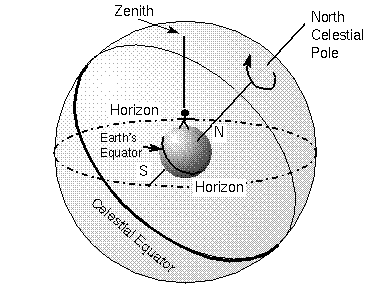 Zenith
North
Celestial
Pole
Horizon
Earth's
Equator
N
S
Horizon
Celestial Equator